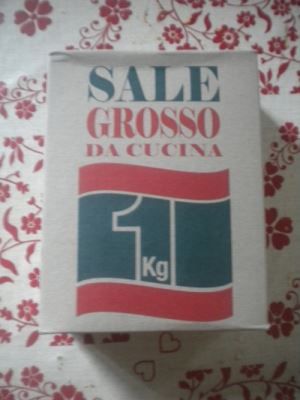 SALE
GROSSO
DA CUCINA
1
Kg